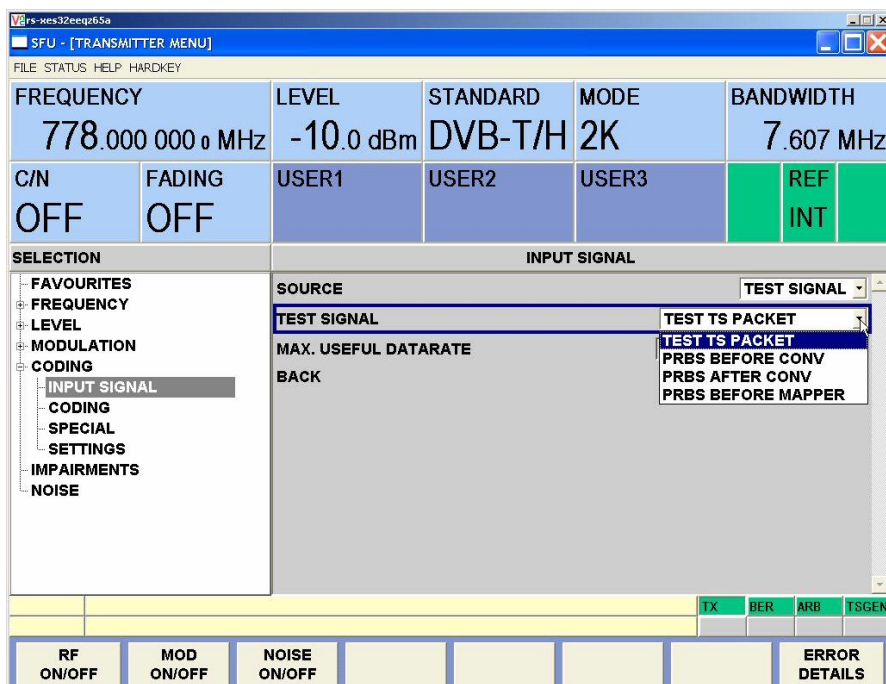 rs-xes32eeqz65a
SFU - [TRANSMITTER MENU]
FILE STATUS HELP HARDKEY
FREQUENCY LEVEL STANDARD MODE BANDWIDTH
778.000 000 0 MHz -10.0 dBm DVB-T/H 2K 7.607 MHz
C/N FADING USER1 USER2 USER3 REF
OFF OFF INT
SELECTION INPUT SIGNAL
FAVOURITES
FREQUENCY
LEVEL
MODULATION
CODING
INPUT SIGNAL
CODING
SPECIAL
SETTINGS
IMPAIRMENTS
NOISE
SOURCE TEST SIGNAL
TEST SIGNAL TEST TS PACKET
MAX. USEFUL DATARATE
BACK
TEST TS PACKET
PRBS BEFORE CONV
PRBS AFTER CONV
PRBS BEFORE MAPPER
TX BER ARB TSGEN
RF ON/OFF MOD ON/OFF NOISE ON/OFF ERROR DETAILS